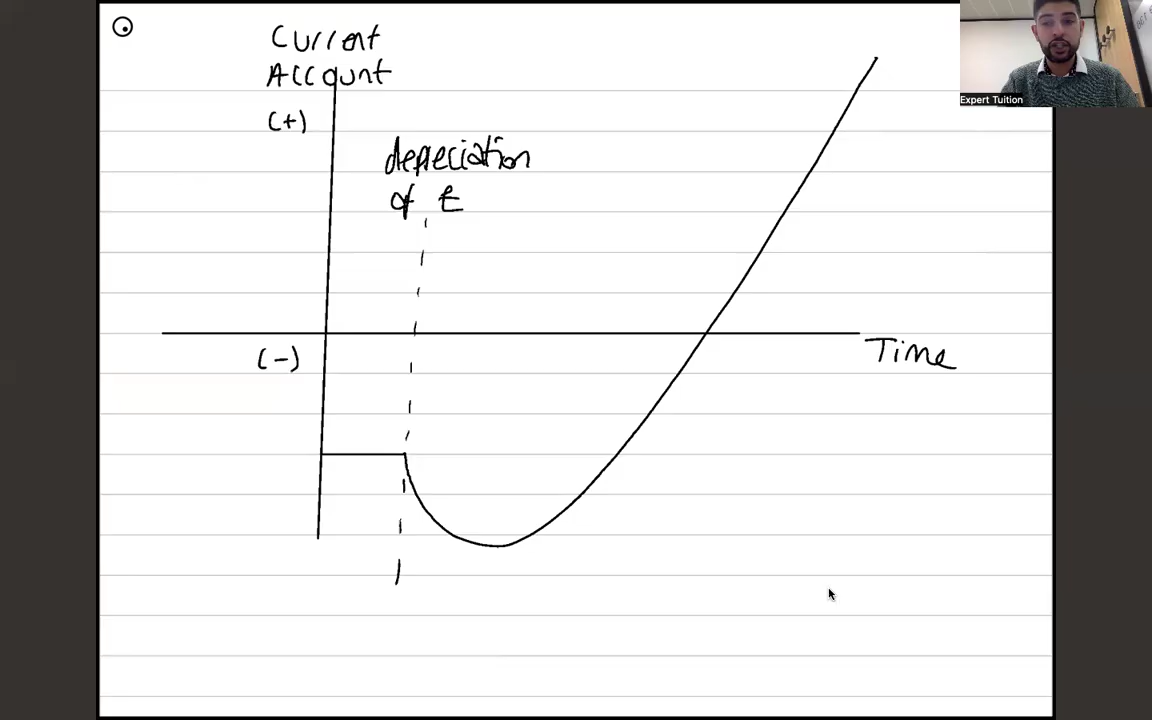 Current
Account
(+)
Expert Tuition
depreciation
of £
(-)
Time